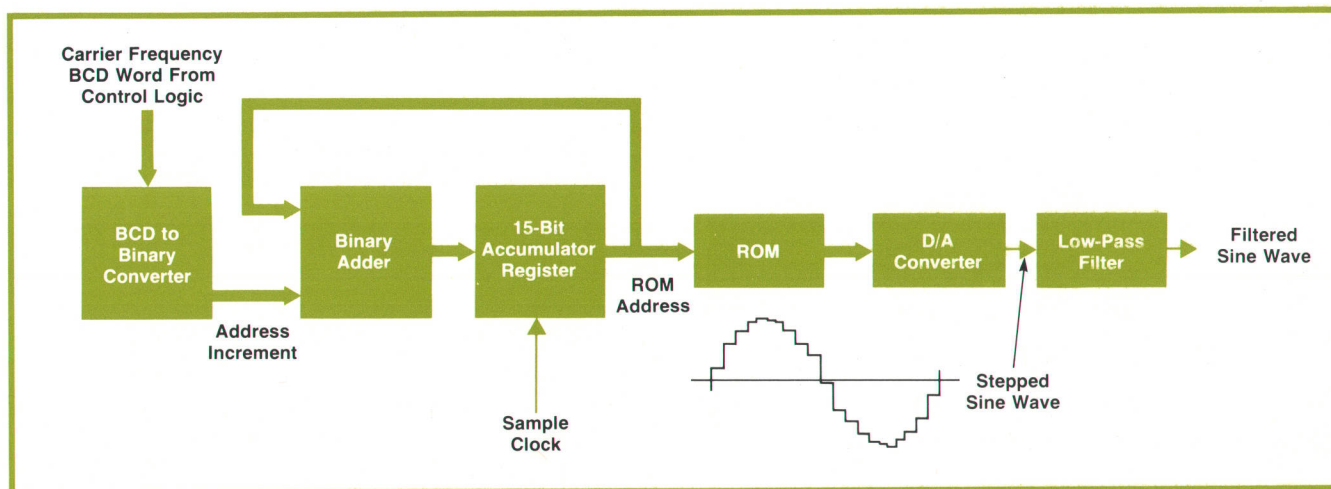 Carrier Frequency
BCD Word From
Control Logic
BCD to
Binary
Converter
Address
Increment
Binary
Adder
15-Bit
Accumulator
Register
Sample
Clock
ROM
Address
ROM
D/A
Converter
Stepped
Sine Wave
Low-Pass
Filter
Filtered
Sine Wave